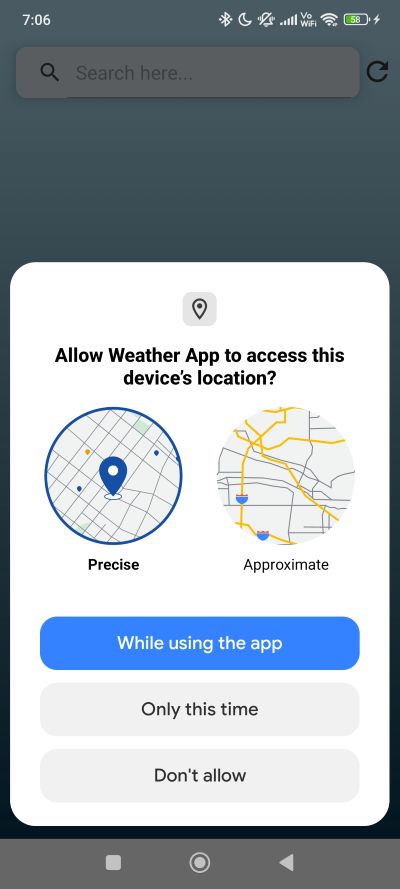 7:06
Vo
WiFi
58
Search here...
Allow Weather App to access this
device’s location?
Precise
Approximate
While using the app
Only this time
Don't allow